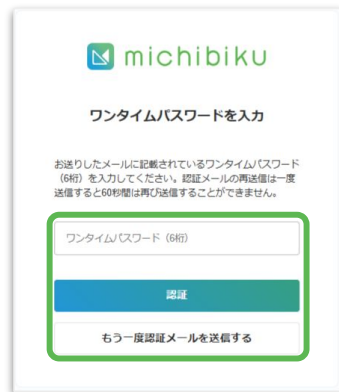 michibiku
ワンタイムパスワードを入力
お送りしたメールに記載されているワンタイムパスワード
（6桁）を入力してください。認証メールの再送信は一度
送信すると60秒間は再び送信することができません。
ワンタイムパスワード（6桁）
認証
もう一度認証メールを送信する